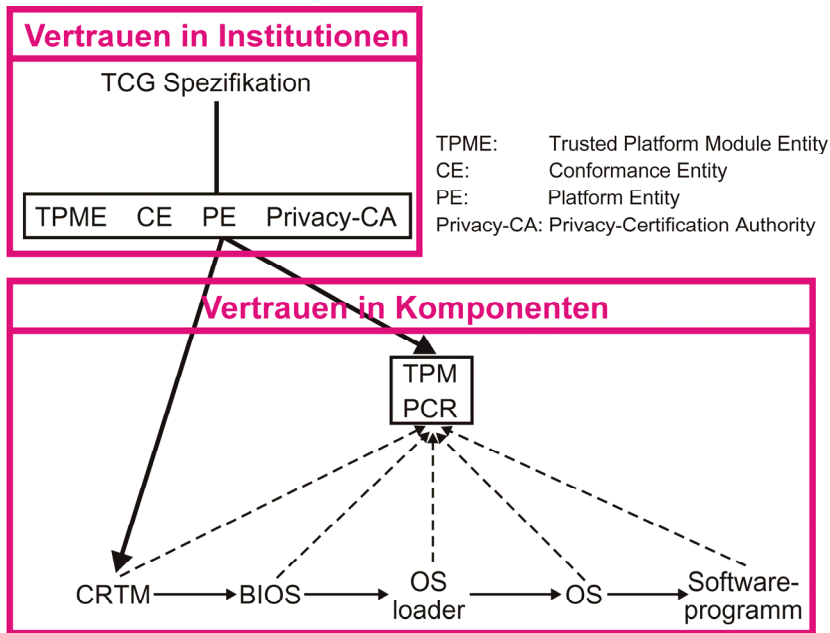 Vertrauen in Institutionen
TCG Spezifikation
TPME CE PE Privacy-CA
TPME: Trusted Platform Module Entity
CE: Conformance Entity
PE: Platform Entity
Privacy-CA: Privacy-Certification Authority
Vertrauen in Komponenten
TPM
PCR
CRTM BIOS OS
loader OS Software-
programm